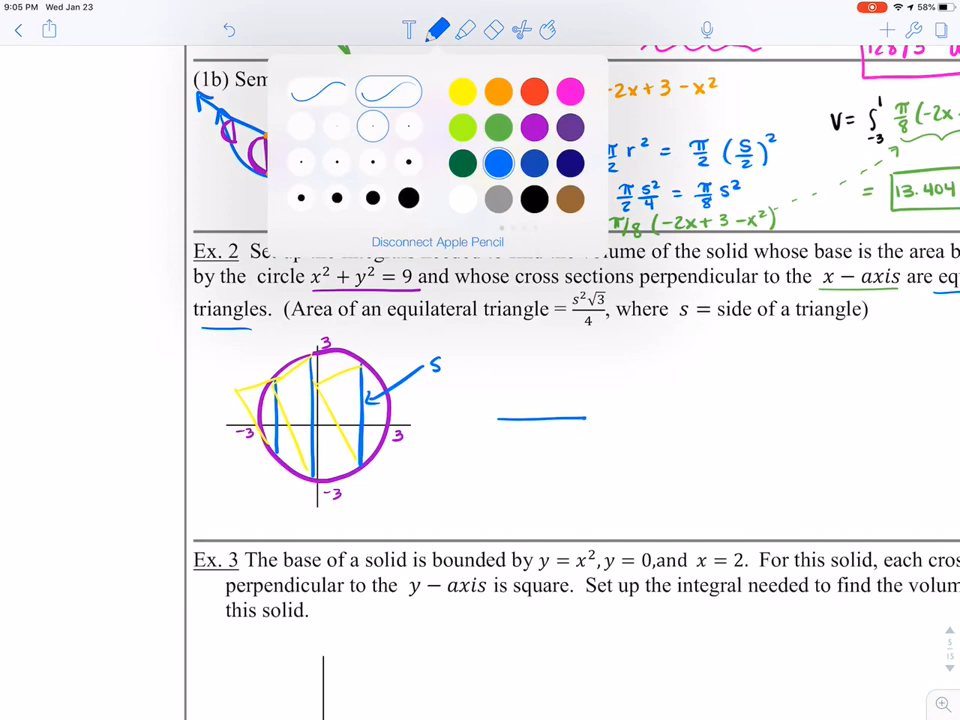 9:05 PM Wed Jan 23
58%
T
128/3
(1b) Sem
-2x + 3 - x²
V = ∫₋₃¹ π/8 (-2x
r² = π/2 (s/2)²
π/2 s²/4 = π/8 s²
= 13.404
π/8 (-2x + 3 - x²)
Disconnect Apple Pencil
Ex. 2 Se
ume of the solid whose base is the area b
by the circle x² + y² = 9 and whose cross sections perpendicular to the x − axis are eq
triangles. (Area of an equilateral triangle = s²√3/4, where s = side of a triangle)
3
S
-3
3
-3
Ex. 3 The base of a solid is bounded by y = x², y = 0,and x = 2. For this solid, each cros
perpendicular to the y − axis is square. Set up the integral needed to find the volum
this solid.
5
15